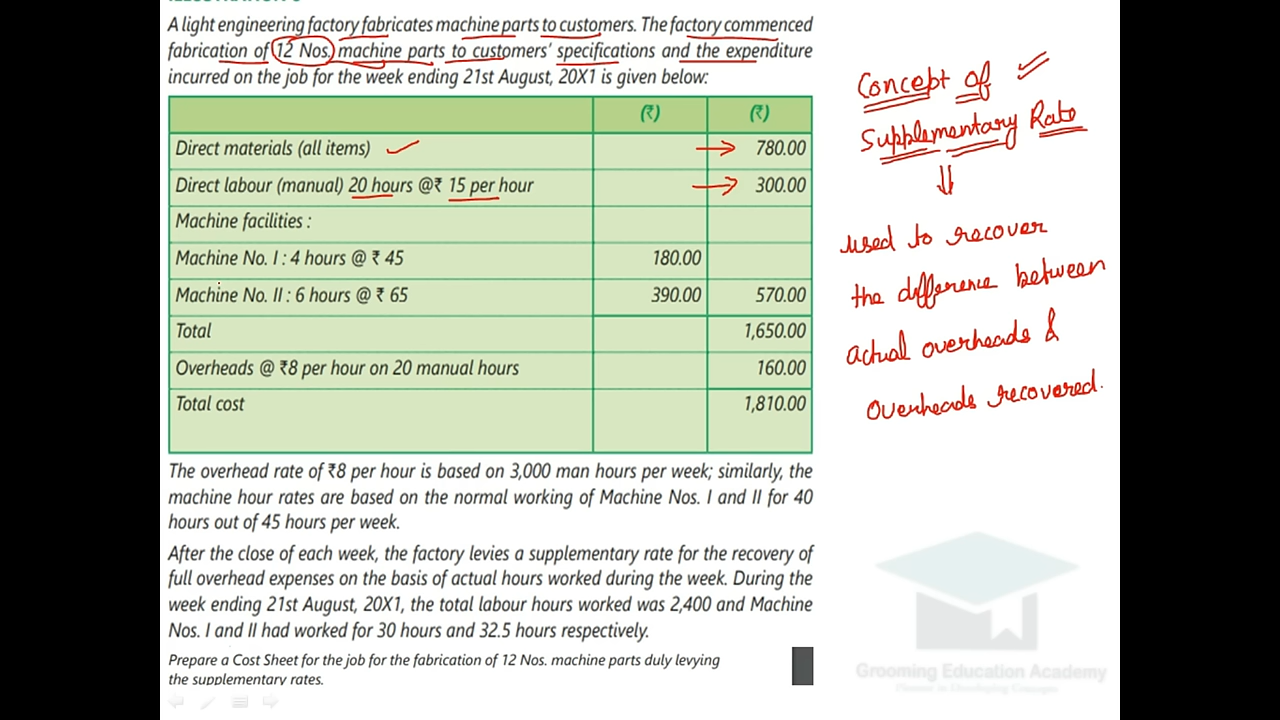 A light engineering factory fabricates machine parts to customers. The factory commenced
fabrication of 12 Nos. machine parts to customers' specifications and the expenditure
incurred on the job for the week ending 21st August, 20X1 is given below:
(₹) (₹)
Direct materials (all items) 780.00
Direct labour (manual) 20 hours @₹ 15 per hour 300.00
Machine facilities :
Machine No. I : 4 hours @ ₹ 45 180.00
Machine No. II : 6 hours @ ₹ 65 390.00 570.00
Total 1,650.00
Overheads @ ₹8 per hour on 20 manual hours 160.00
Total cost 1,810.00
The overhead rate of ₹8 per hour is based on 3,000 man hours per week; similarly, the
machine hour rates are based on the normal working of Machine Nos. I and II for 40
hours out of 45 hours per week.
After the close of each week, the factory levies a supplementary rate for the recovery of
full overhead expenses on the basis of actual hours worked during the week. During the
week ending 21st August, 20X1, the total labour hours worked was 2,400 and Machine
Nos. I and II had worked for 30 hours and 32.5 hours respectively.
Prepare a Cost Sheet for the job for the fabrication of 12 Nos. machine parts duly levying
the supplementary rates.
Concept of
Supplementary Rate
used to recover
the difference between
actual overheads &
overheads recovered.
Grooming Education Academy